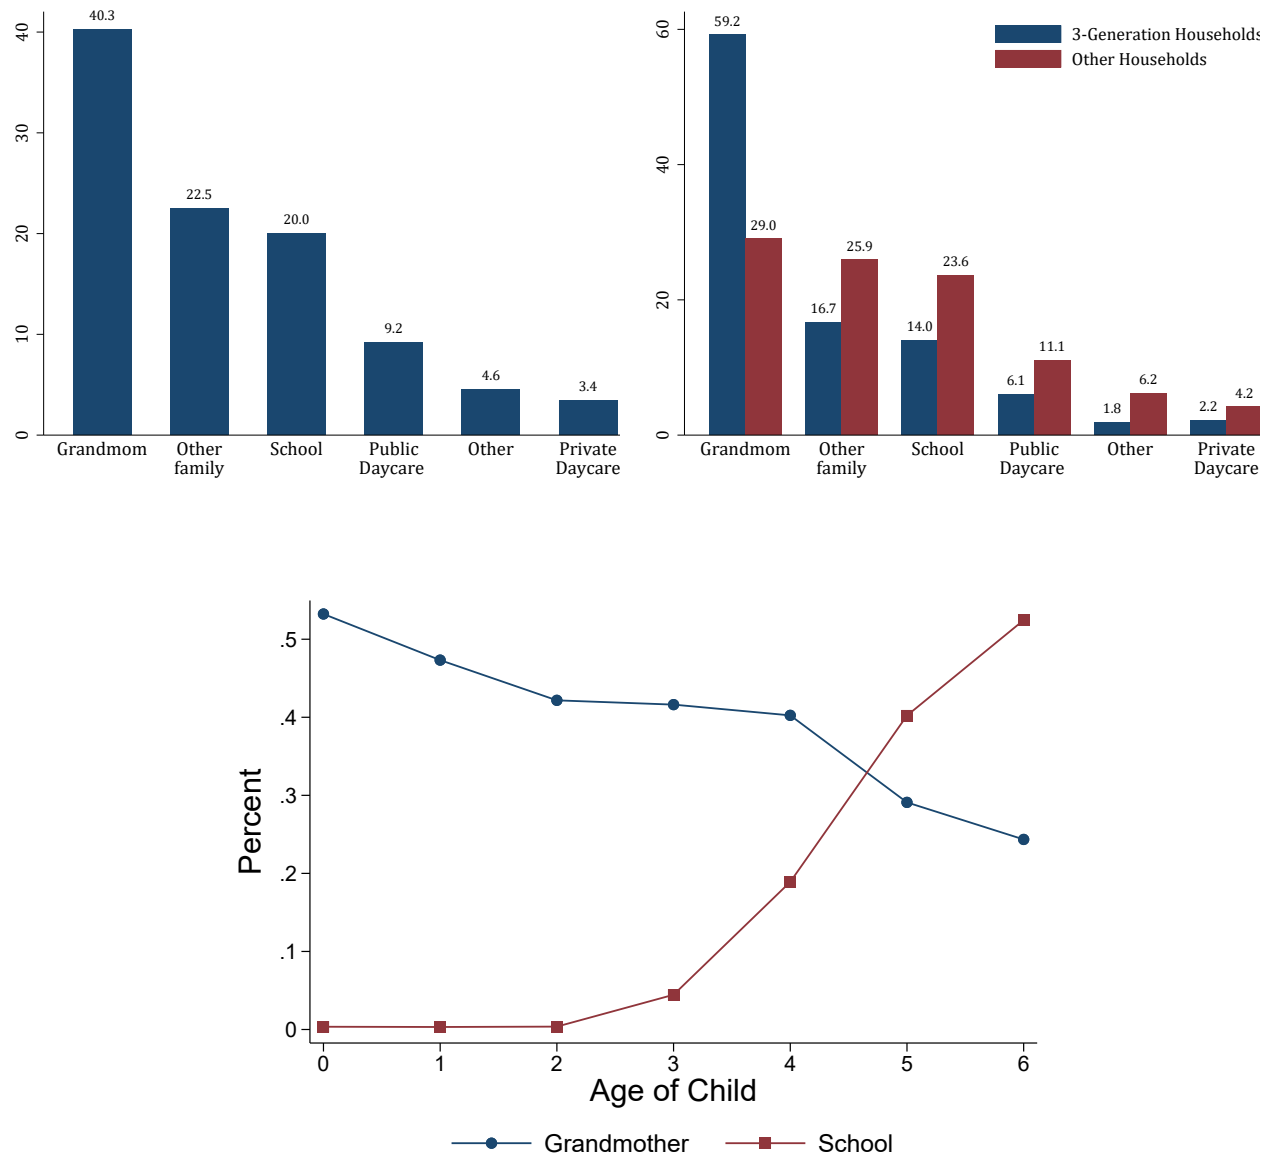 40
30
20
10
0
40.3
22.5
20.0
9.2
4.6
3.4
Grandmom
Other
family
School
Public
Daycare
Other
Private
Daycare
60
40
20
0
3-Generation Households
Other Households
59.2
29.0
16.7
25.9
14.0
23.6
6.1
11.1
1.8
6.2
2.2
4.2
Grandmom
Other
family
School
Public
Daycare
Other
Private
Daycare
Percent
.5
.4
.3
.2
.1
0
0 1 2 3 4 5 6
Age of Child
Grandmother School